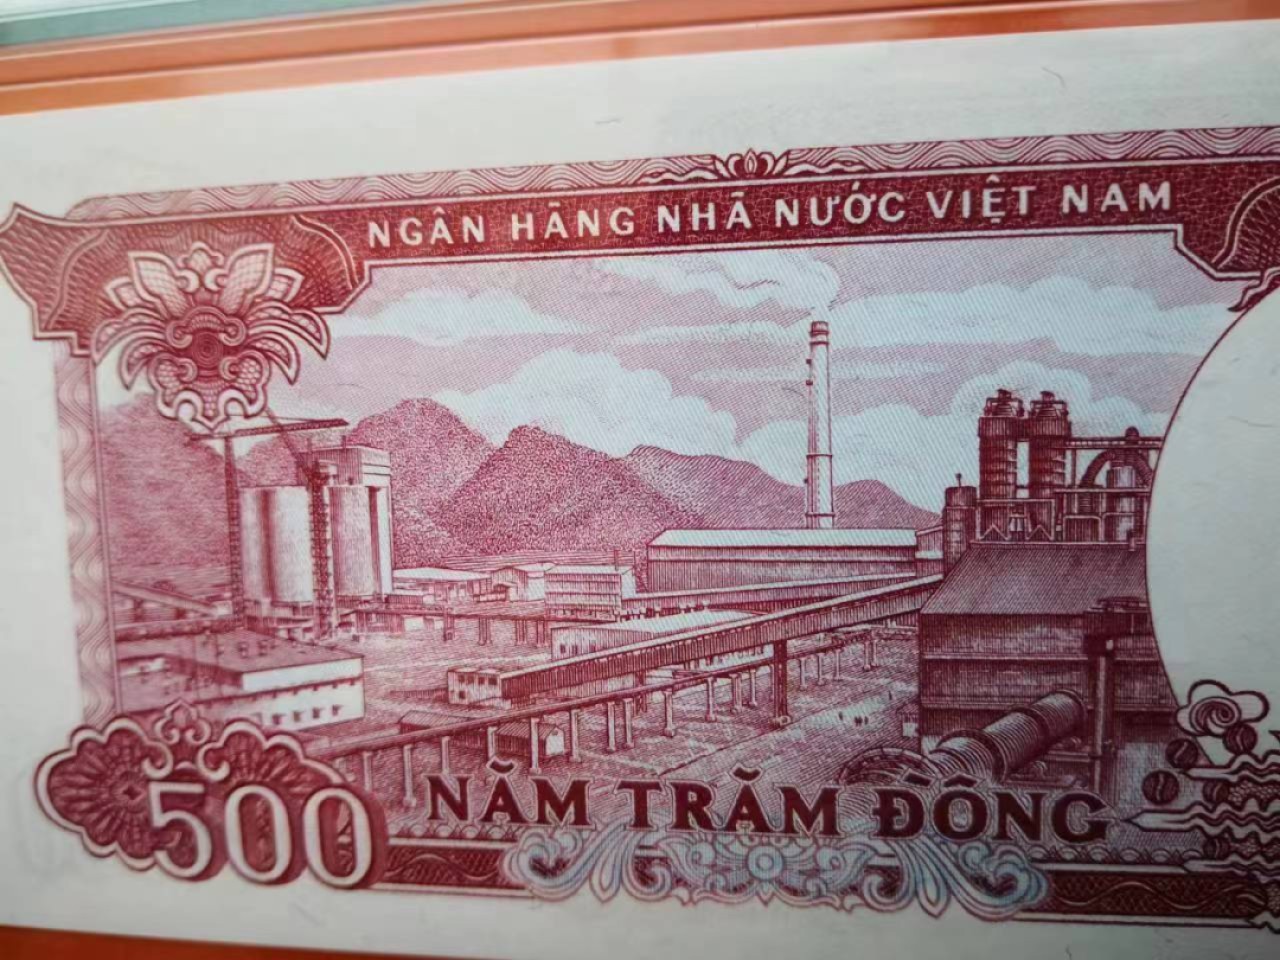 NGÂN HÀNG NHÀ NƯỚC VIỆT NAM
500
NĂM TRĂM ĐỒNG